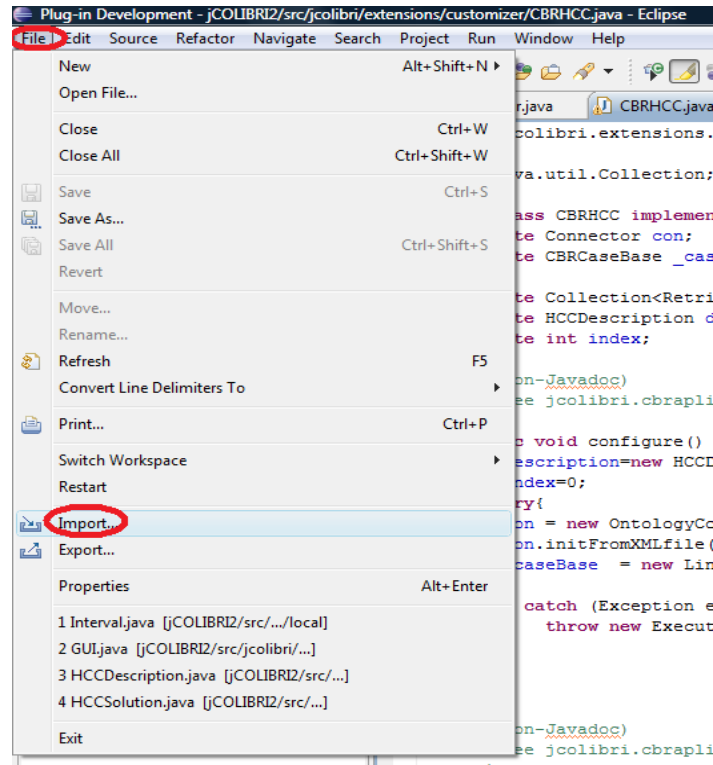 Plug-in Development - jCOLIBRI2/src/jcolibri/extensions/customizer/CBRHCC.java - Eclipse
File Edit Source Refactor Navigate Search Project Run Window Help
New Alt+Shift+N
Open File...
Close Ctrl+W
Close All Ctrl+Shift+W
Save Ctrl+S
Save As...
Save All Ctrl+Shift+S
Revert
Move...
Rename...
Refresh F5
Convert Line Delimiters To
Print... Ctrl+P
Switch Workspace
Restart
Import...
Export...
Properties Alt+Enter
1 Interval.java [jCOLIBRI2/src/.../local]
2 GUI.java [jCOLIBRI2/src/jcolibri/...]
3 HCCDescription.java [jCOLIBRI2/src/...]
4 HCCSolution.java [jCOLIBRI2/src/...]
Exit
r.java CBRHCC.java
colibri.extensions.
va.util.Collection;
ass CBRHCC implemen
te Connector con;
te CBRCaseBase _cas
te Collection<Retri
te HCCDescription d
te int index;
on-Javadoc)
ee jcolibri.cbrapli
c void configure()
escription=new HCCD
ndex=0;
ry{
on = new OntologyCo
on.initFromXMLfile(
caseBase = new Lin
catch (Exception e
throw new Execut
on-Javadoc)
ee jcolibri.cbrapli